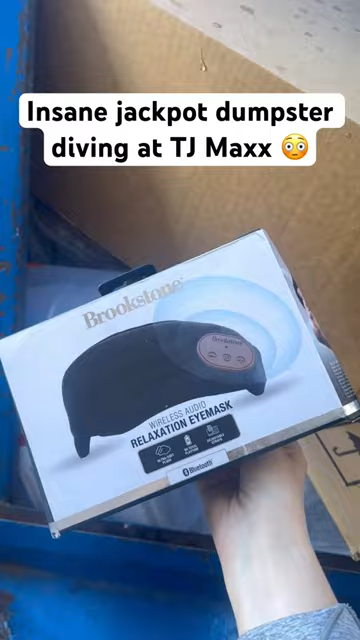 Insane jackpot dumpster
diving at TJ Maxx 😳
Brookstone
Brookstone
WIRELESS AUDIO
RELAXATION EYEMASK
Bluetooth